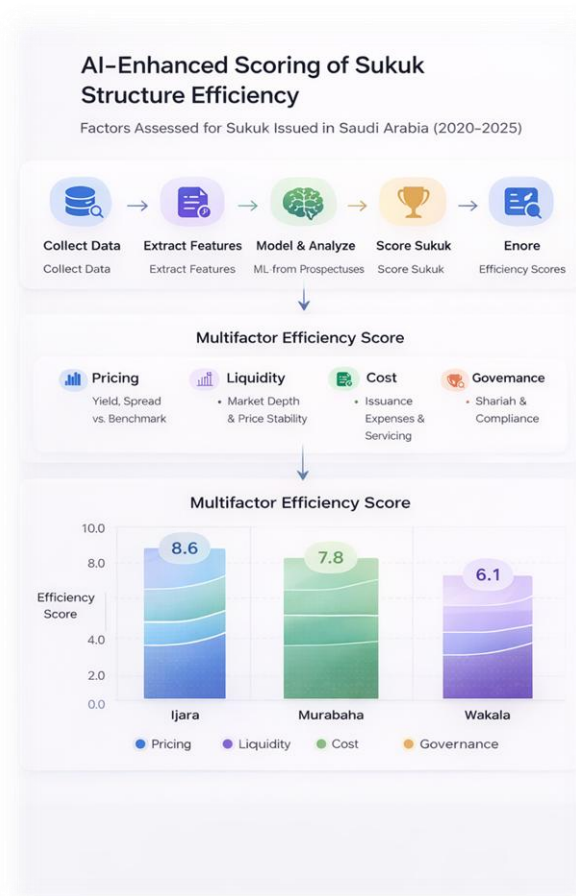 AI-Enhanced Scoring of Sukuk
Structure Efficiency
Factors Assessed for Sukuk Issued in Saudi Arabia (2020-2025)
Collect Data
Extract Features
Model & Analyze
Score Sukuk
Enore
Collect Data
Extract Features
ML-from Prospectuses
Score Sukuk
Efficiency Scores
Multifactor Efficiency Score
Pricing
Yield, Spread
vs. Benchmark
Liquidity
• Market Depth
& Price Stability
Cost
• Issuance
Expenses &
Servicing
Governance
• Shariah &
Compliance
Multifactor Efficiency Score
10.0
8.0
Efficiency
Score
4.0
2.0
0.0
8.6
7.8
6.1
Ijara
Murabaha
Wakala
Pricing
Liquidity
Cost
Governance